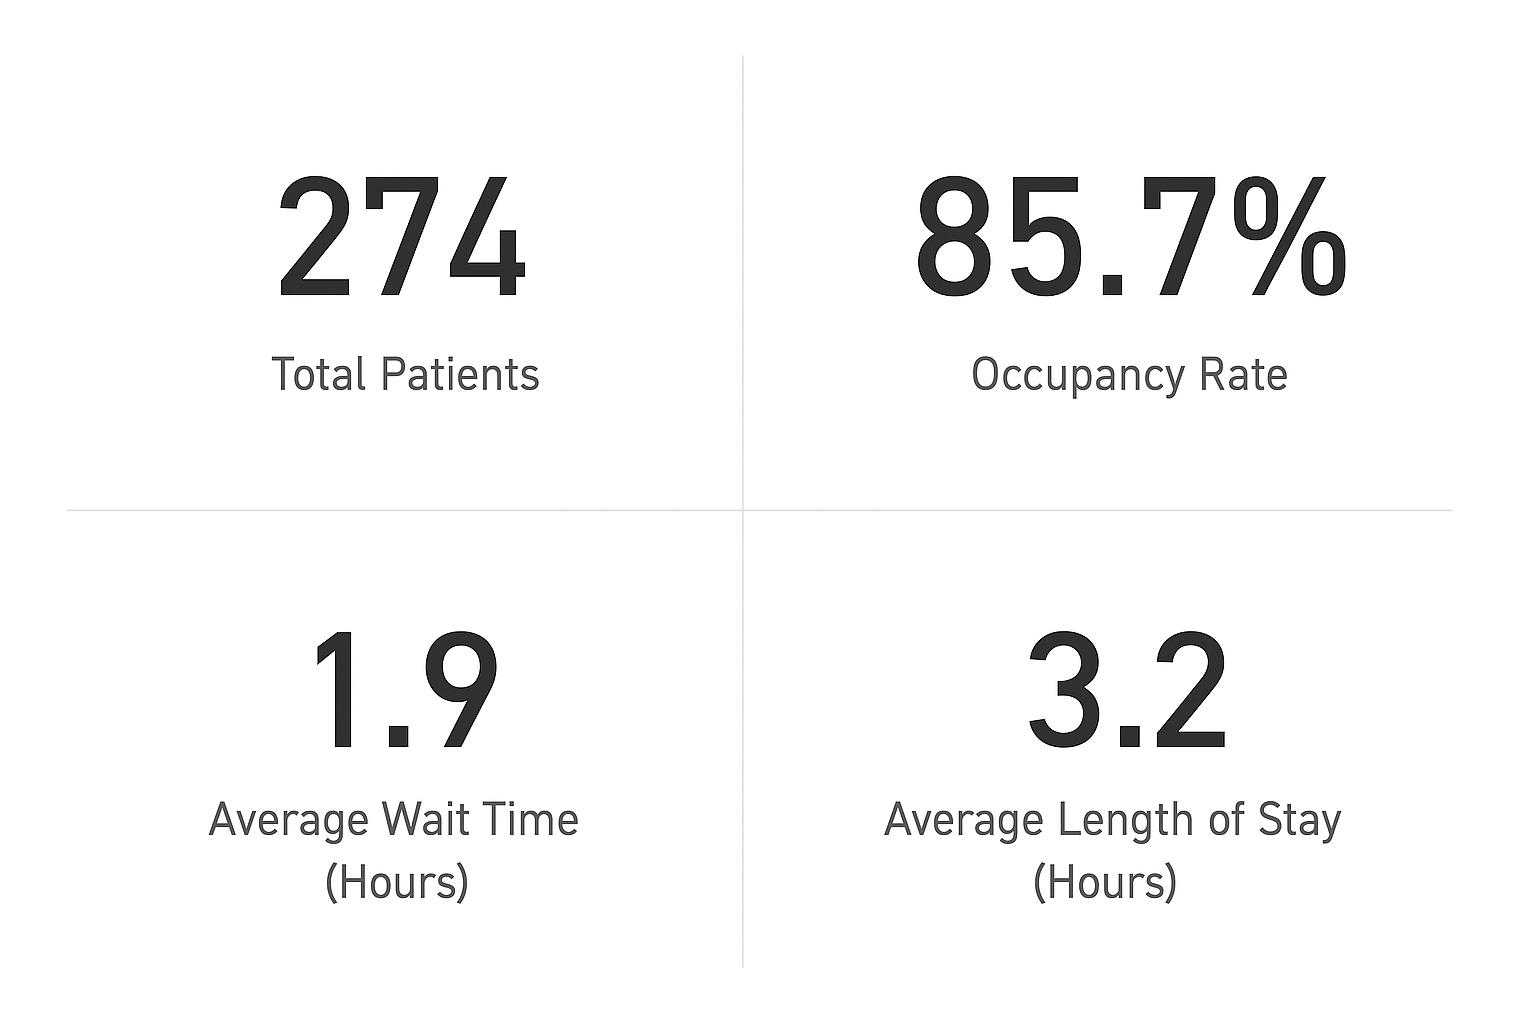 274
Total Patients
85.7%
Occupancy Rate
1.9
Average Wait Time
(Hours)
3.2
Average Length of Stay
(Hours)